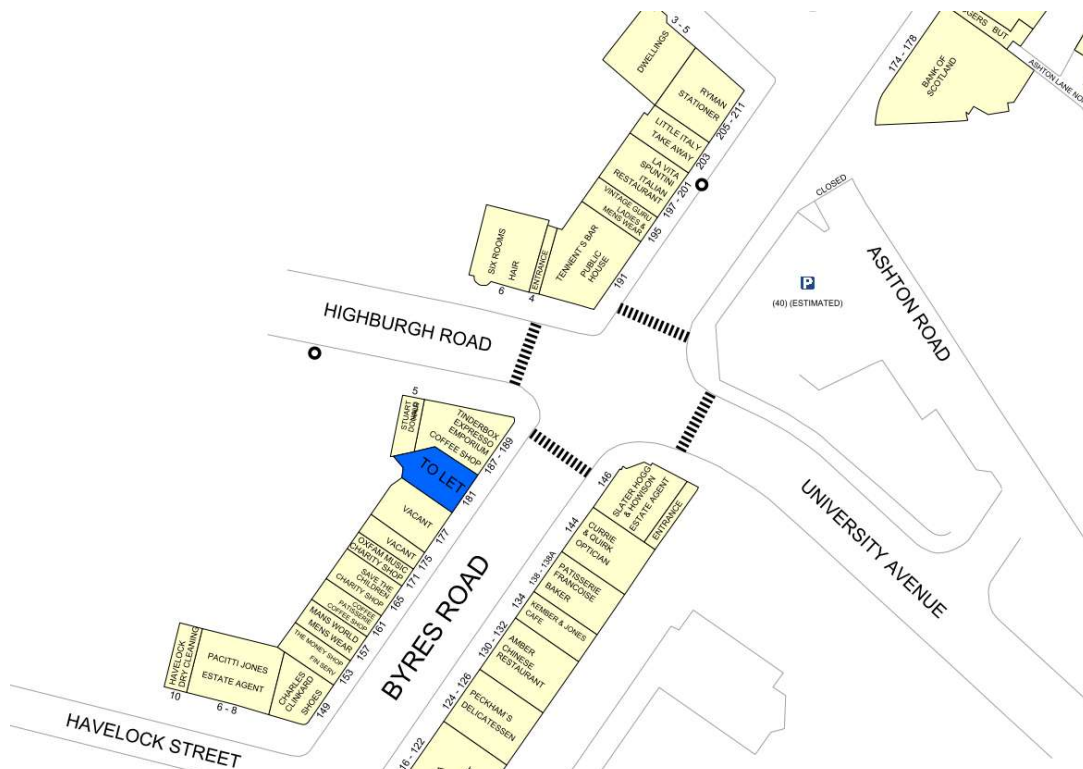 3 - 5
DWELLINGS
RYMAN
STATIONER
205 - 211
LITTLE ITALY
TAKE AWAY
203
LA VITA
SPUNTINI
ITALIAN
RESTAURANT
197 - 201
VINTAGE GURU
LADIES &
MENS WEAR
195
TENNENT'S BAR
PUBLIC
HOUSE
191
ENTRANCE
4
SIX ROOMS
HAIR
6
174 - 178
BANK OF
SCOTLAND
GERS BUT
ASHTON LANE NOR
CLOSED
P
(40) (ESTIMATED)
ASHTON ROAD
HIGHBURGH ROAD
5
STUART
TINDERBOX
EXPRESSO
EMPORIUM
COFFEE SHOP
187 - 189
TO LET
181
VACANT
177
VACANT
175
OXFAM MUSIC
CHARITY SHOP
171
SAVE THE
CHILDREN
CHARITY SHOP
165
COFFEE
PATISSERIE
COFFEE SHOP
161
MANS WORLD
MENS WEAR
157
THE MONEY SHOP
FIN SERV
153
CHARLES
CLINKARD
SHOES
149
PACITTI JONES
ESTATE AGENT
6 - 8
HAVELOCK
DRY CLEANING
10
HAVELOCK STREET
BYRES ROAD
146
SLATER HOGG
& HOWISON
ESTATE AGENT
ENTRANCE
144
CURRIE
& QUIRK
OPTICIAN
138 - 138A
PATISSERIE
FRANCOISE
BAKER
134
KEMBER & JONES
CAFE
130 - 132
AMBER
CHINESE
RESTAURANT
124 - 126
PECKHAM'S
DELICATESSEN
16 - 122
UNIVERSITY AVENUE